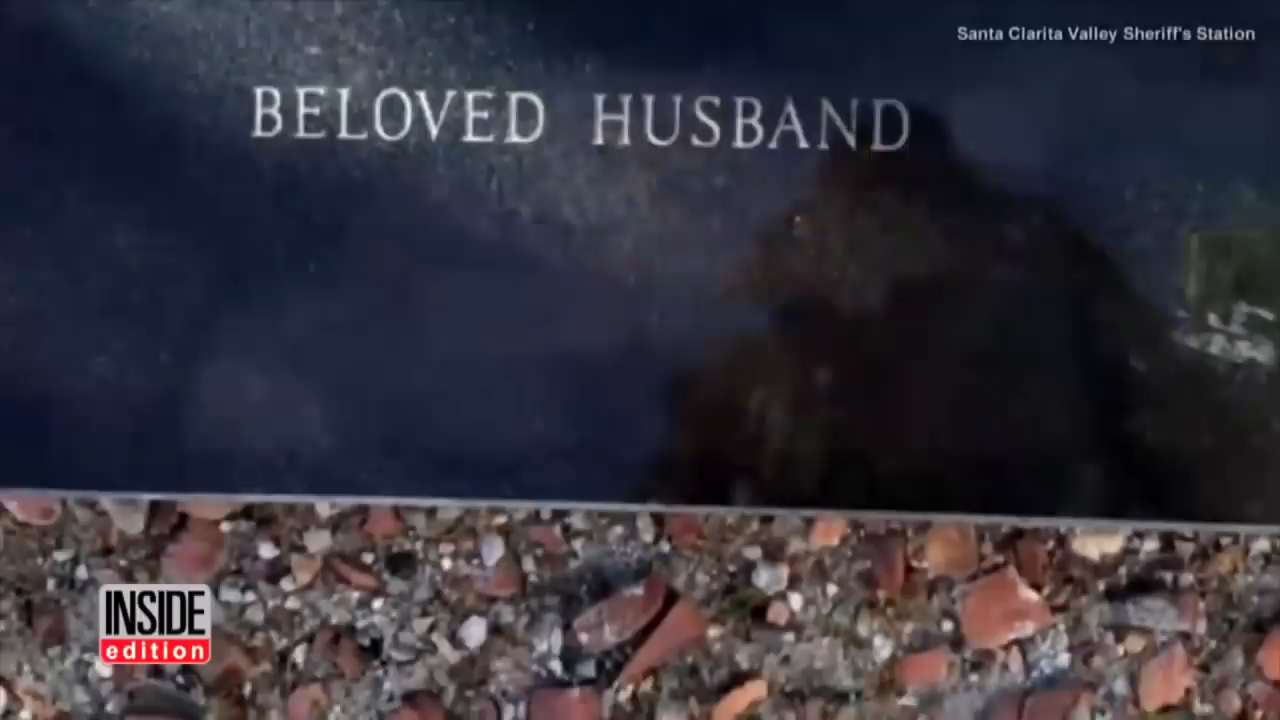 Santa Clarita Valley Sheriff's Station
BELOVED HUSBAND
INSIDE
edition